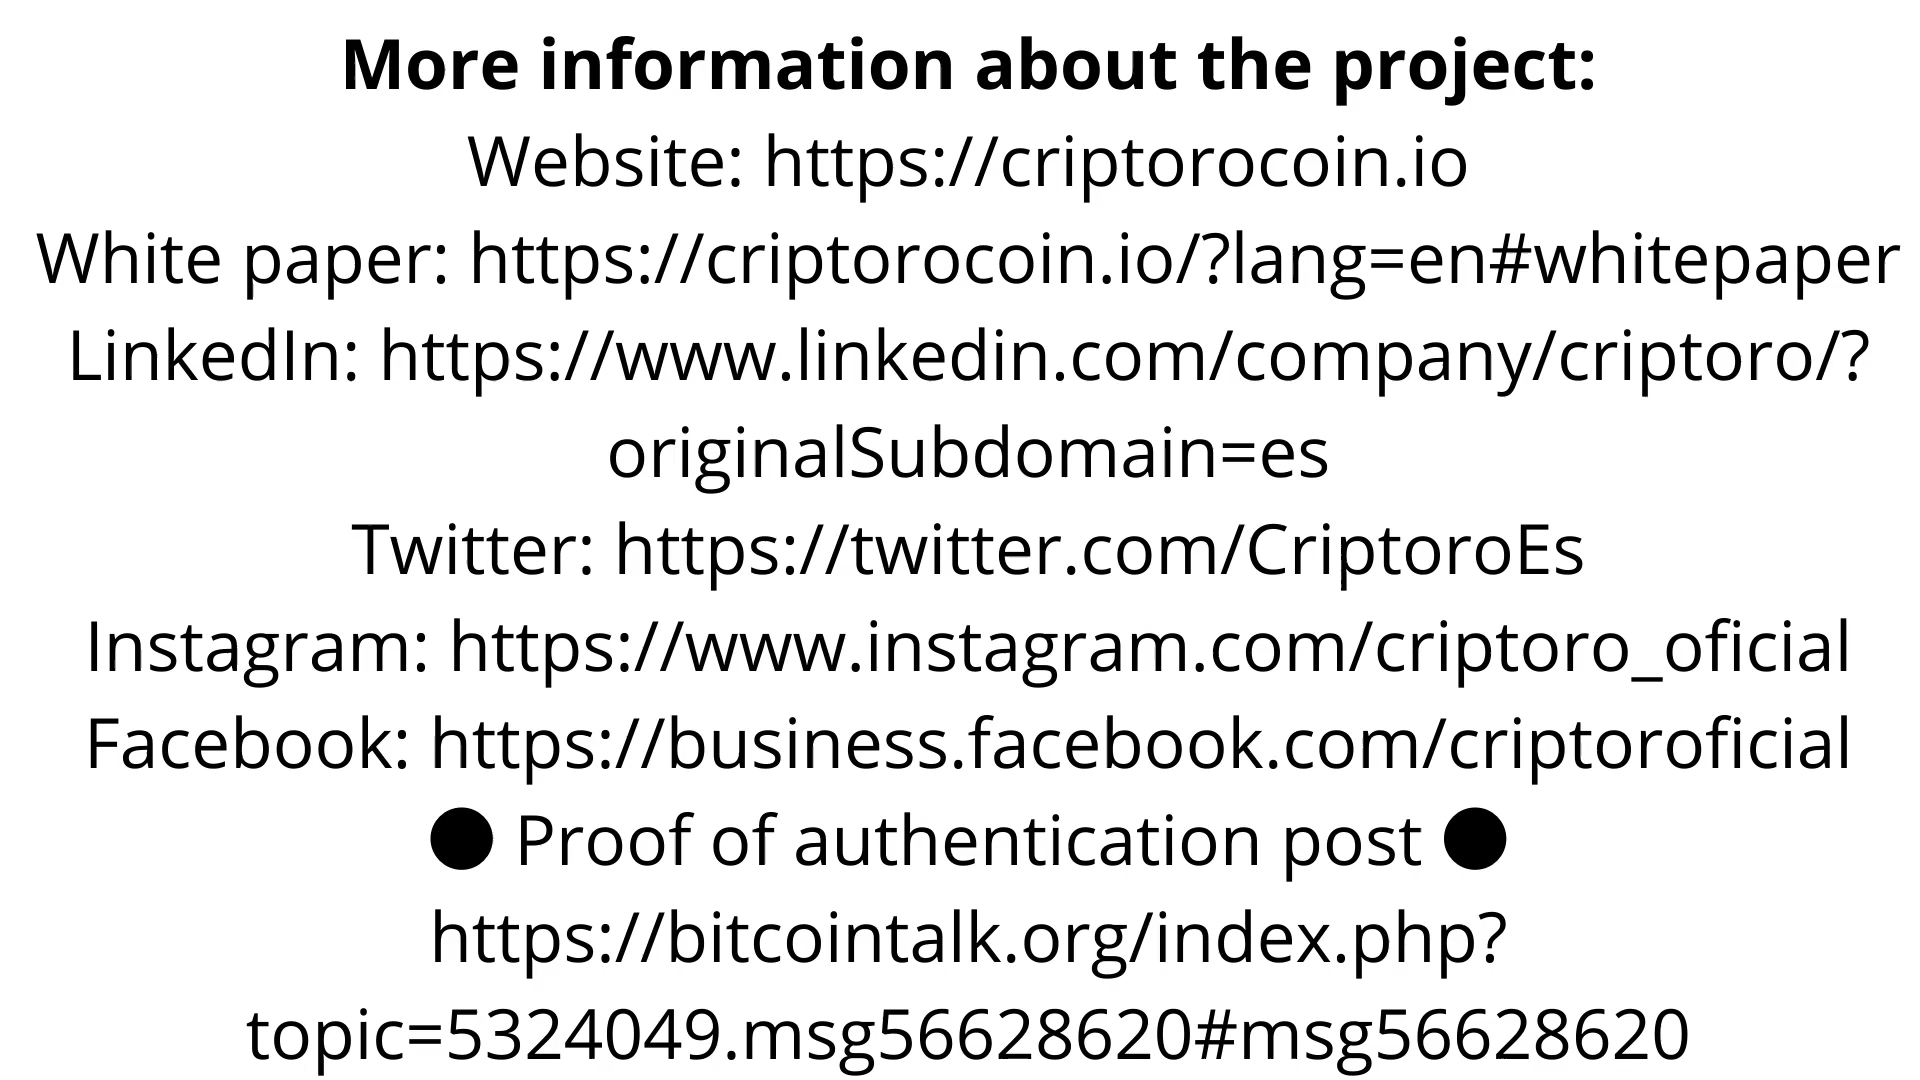 More information about the project:
Website: https://criptorocoin.io
White paper: https://criptorocoin.io/?lang=en#whitepaper
LinkedIn: https://www.linkedin.com/company/criptoro/?
originalSubdomain=es
Twitter: https://twitter.com/CriptoroEs
Instagram: https://www.instagram.com/criptoro_oficial
Facebook: https://business.facebook.com/criptoroficial
● Proof of authentication post ●
https://bitcointalk.org/index.php?
topic=5324049.msg56628620#msg56628620